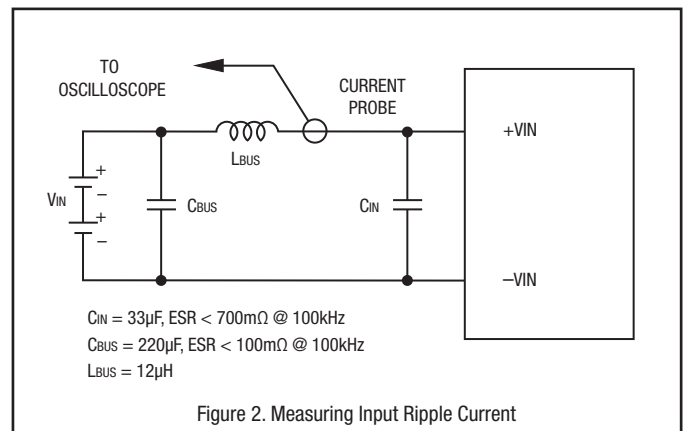 TO
OSCILLOSCOPE
CURRENT
PROBE
+VIN
LBUS
+
–
VIN
+
–
CBUS
CIN
–VIN
CIN = 33µF, ESR < 700mΩ @ 100kHz
CBUS = 220µF, ESR < 100mΩ @ 100kHz
LBUS = 12µH
Figure 2. Measuring Input Ripple Current